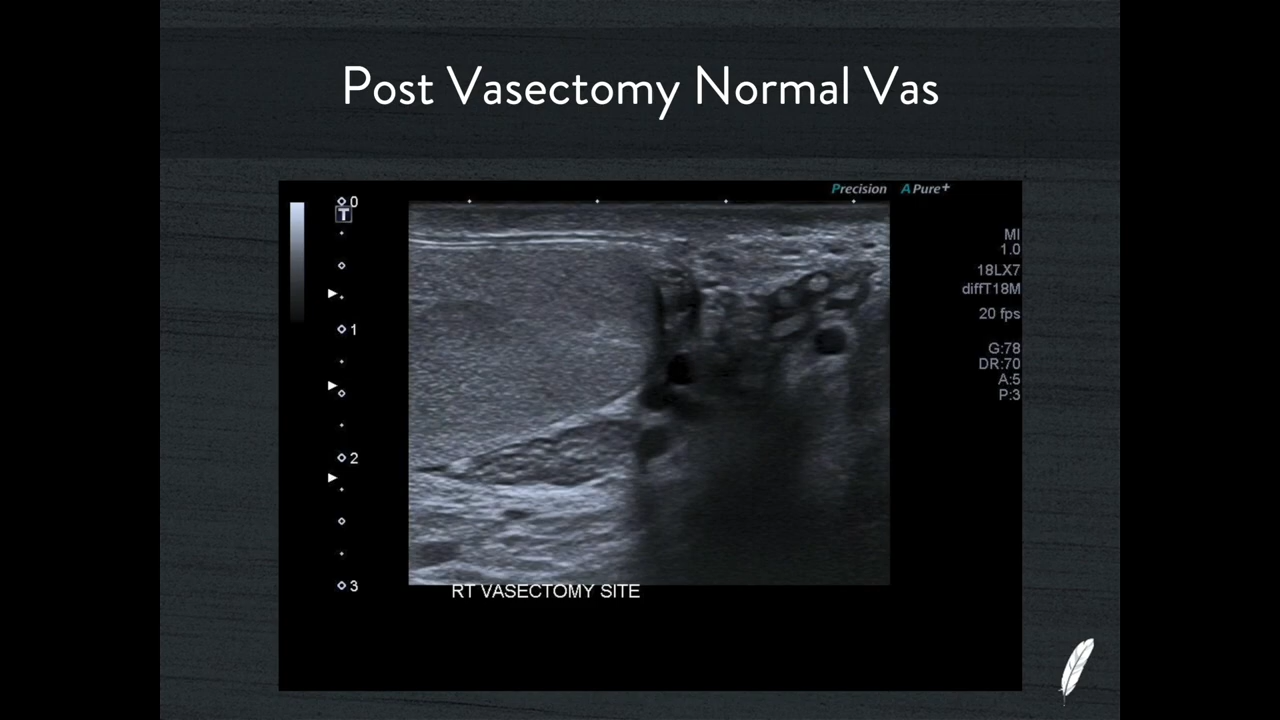 Post Vasectomy Normal Vas
Precision APure+
0
T
1
2
3
MI
1.0
18LX7
diffT18M
20 fps
G:78
DR:70
A:5
P:3
RT VASECTOMY SITE